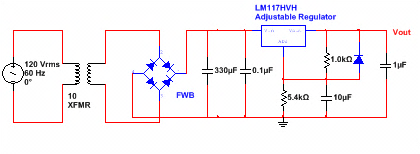 LM117HVH
Adjustable Regulator
Vout
120 Vrms
60 Hz
0°
10
XFMR
FWB
330μF
0.1μF
1.0kΩ
1μF
5.4kΩ
10μF